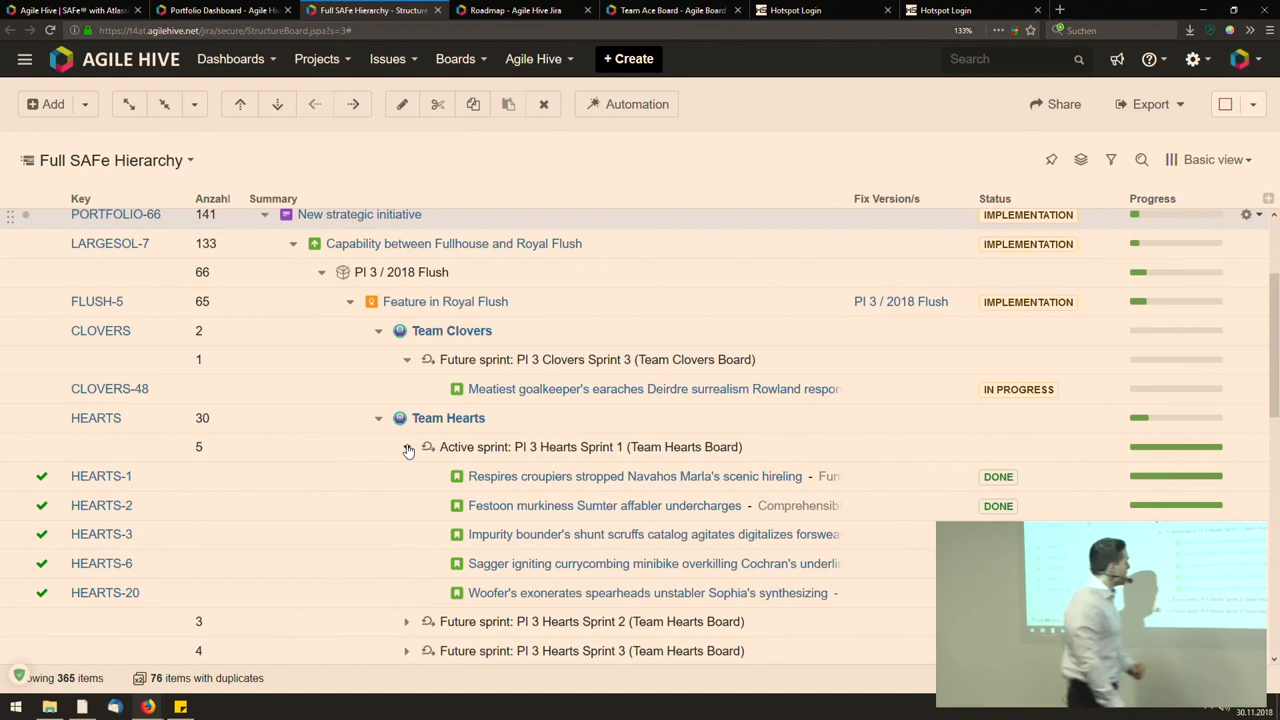 Agile Hive | SAFe® with Atlas
Portfolio Dashboard - Agile Hi
Full SAFe Hierarchy - Structure
Roadmap - Agile Hive Jira
Team Ace Board - Agile Board
Hotspot Login
Hotspot Login
https://t4at.agilehive.net/jira/secure/StructureBoard.jspa?s=3#
133%
Suchen
AGILE HIVE
Dashboards
Projects
Issues
Boards
Agile Hive
+ Create
Search
Add
Automation
Share
Export
Full SAFe Hierarchy
Basic view
Key Anzahl Summary Fix Version/s Status Progress
PORTFOLIO-66 141 New strategic initiative IMPLEMENTATION
LARGESOL-7 133 Capability between Fullhouse and Royal Flush IMPLEMENTATION
66 PI 3 / 2018 Flush
FLUSH-5 65 Feature in Royal Flush PI 3 / 2018 Flush IMPLEMENTATION
CLOVERS 2 Team Clovers
1 Future sprint: PI 3 Clovers Sprint 3 (Team Clovers Board)
CLOVERS-48 Meatiest goalkeeper's earaches Deirdre surrealism Rowland respor IN PROGRESS
HEARTS 30 Team Hearts
5 Active sprint: PI 3 Hearts Sprint 1 (Team Hearts Board)
HEARTS-1 Respires croupiers stropped Navahos Marla's scenic hireling - Fur DONE
HEARTS-2 Festoon murkiness Sumter affabler undercharges - Comprehensib DONE
HEARTS-3 Impurity bounder's shunt scruffs catalog agitates digitalizes forswea
HEARTS-6 Sagger igniting currycombing minibike overkilling Cochran's underlin
HEARTS-20 Woofer's exonerates spearheads unstabler Sophia's synthesizing -
3 Future sprint: PI 3 Hearts Sprint 2 (Team Hearts Board)
4 Future sprint: PI 3 Hearts Sprint 3 (Team Hearts Board)
owing 365 items
76 items with duplicates
30.11.2018